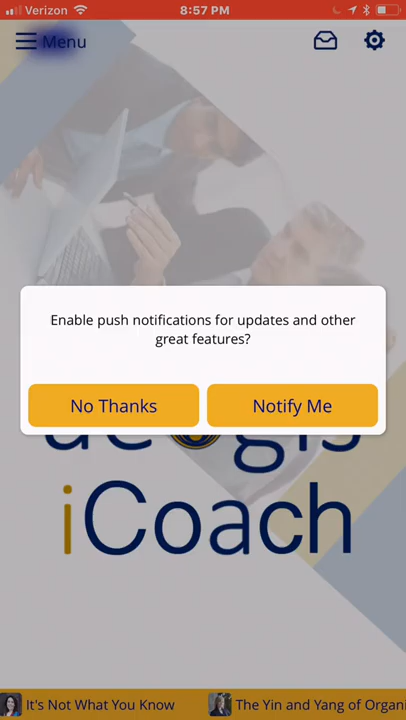 Verizon 8:57 PM
Menu
Enable push notifications for updates and other
great features?
No Thanks Notify Me
iCoach
It's Not What You Know The Yin and Yang of Organi